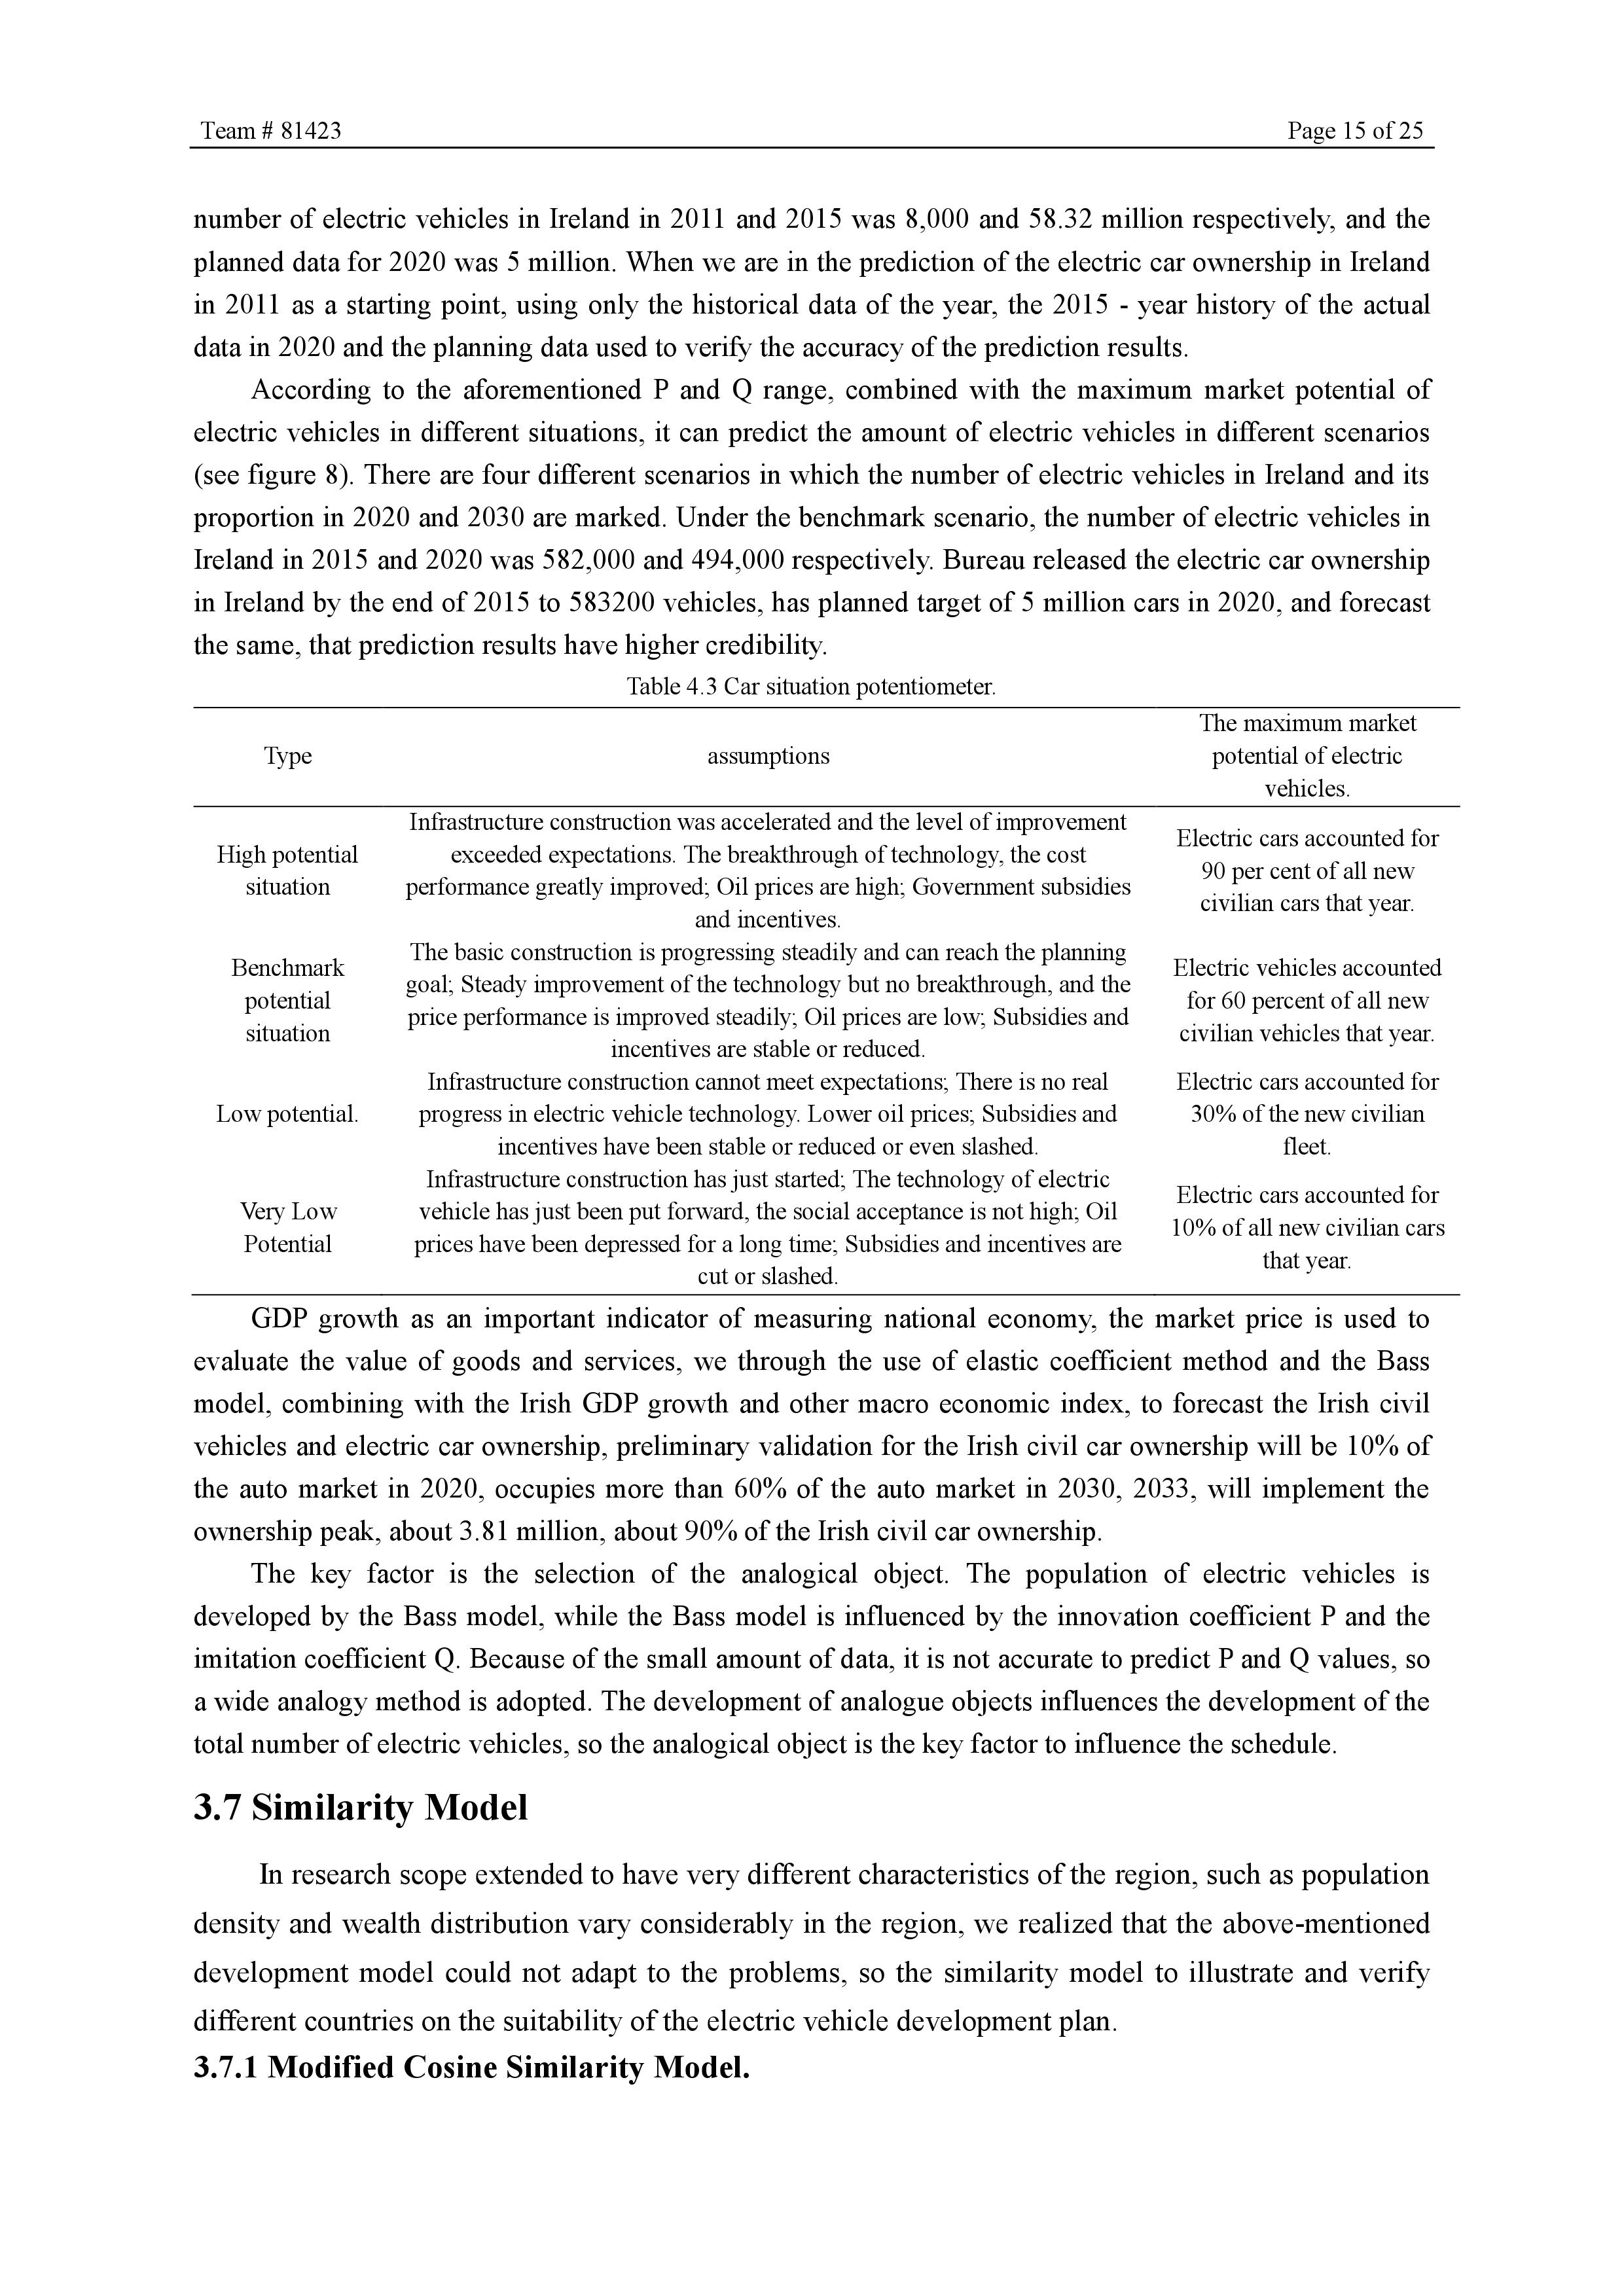 Team # 81423 Page 15 of 25
number of electric vehicles in Ireland in 2011 and 2015 was 8,000 and 58.32 million respectively, and the
planned data for 2020 was 5 million. When we are in the prediction of the electric car ownership in Ireland
in 2011 as a starting point, using only the historical data of the year, the 2015 - year history of the actual
data in 2020 and the planning data used to verify the accuracy of the prediction results.
According to the aforementioned P and Q range, combined with the maximum market potential of
electric vehicles in different situations, it can predict the amount of electric vehicles in different scenarios
(see figure 8). There are four different scenarios in which the number of electric vehicles in Ireland and its
proportion in 2020 and 2030 are marked. Under the benchmark scenario, the number of electric vehicles in
Ireland in 2015 and 2020 was 582,000 and 494,000 respectively. Bureau released the electric car ownership
in Ireland by the end of 2015 to 583200 vehicles, has planned target of 5 million cars in 2020, and forecast
the same, that prediction results have higher credibility.
Table 4.3 Car situation potentiometer.
Type
assumptions
The maximum market
potential of electric
vehicles.
High potential
situation
Infrastructure construction was accelerated and the level of improvement
exceeded expectations. The breakthrough of technology, the cost
performance greatly improved; Oil prices are high; Government subsidies
and incentives.
Electric cars accounted for
90 per cent of all new
civilian cars that year.
Benchmark
potential
situation
The basic construction is progressing steadily and can reach the planning
goal; Steady improvement of the technology but no breakthrough, and the
price performance is improved steadily; Oil prices are low; Subsidies and
incentives are stable or reduced.
Electric vehicles accounted
for 60 percent of all new
civilian vehicles that year.
Low potential.
Infrastructure construction cannot meet expectations; There is no real
progress in electric vehicle technology. Lower oil prices; Subsidies and
incentives have been stable or reduced or even slashed.
Electric cars accounted for
30% of the new civilian
fleet.
Very Low
Potential
Infrastructure construction has just started; The technology of electric
vehicle has just been put forward, the social acceptance is not high; Oil
prices have been depressed for a long time; Subsidies and incentives are
cut or slashed.
Electric cars accounted for
10% of all new civilian cars
that year.
GDP growth as an important indicator of measuring national economy, the market price is used to
evaluate the value of goods and services, we through the use of elastic coefficient method and the Bass
model, combining with the Irish GDP growth and other macro economic index, to forecast the Irish civil
vehicles and electric car ownership, preliminary validation for the Irish civil car ownership will be 10% of
the auto market in 2020, occupies more than 60% of the auto market in 2030, 2033, will implement the
ownership peak, about 3.81 million, about 90% of the Irish civil car ownership.
The key factor is the selection of the analogical object. The population of electric vehicles is
developed by the Bass model, while the Bass model is influenced by the innovation coefficient P and the
imitation coefficient Q. Because of the small amount of data, it is not accurate to predict P and Q values, so
a wide analogy method is adopted. The development of analogue objects influences the development of the
total number of electric vehicles, so the analogical object is the key factor to influence the schedule.
3.7 Similarity Model
In research scope extended to have very different characteristics of the region, such as population
density and wealth distribution vary considerably in the region, we realized that the above-mentioned
development model could not adapt to the problems, so the similarity model to illustrate and verify
different countries on the suitability of the electric vehicle development plan.
3.7.1 Modified Cosine Similarity Model.